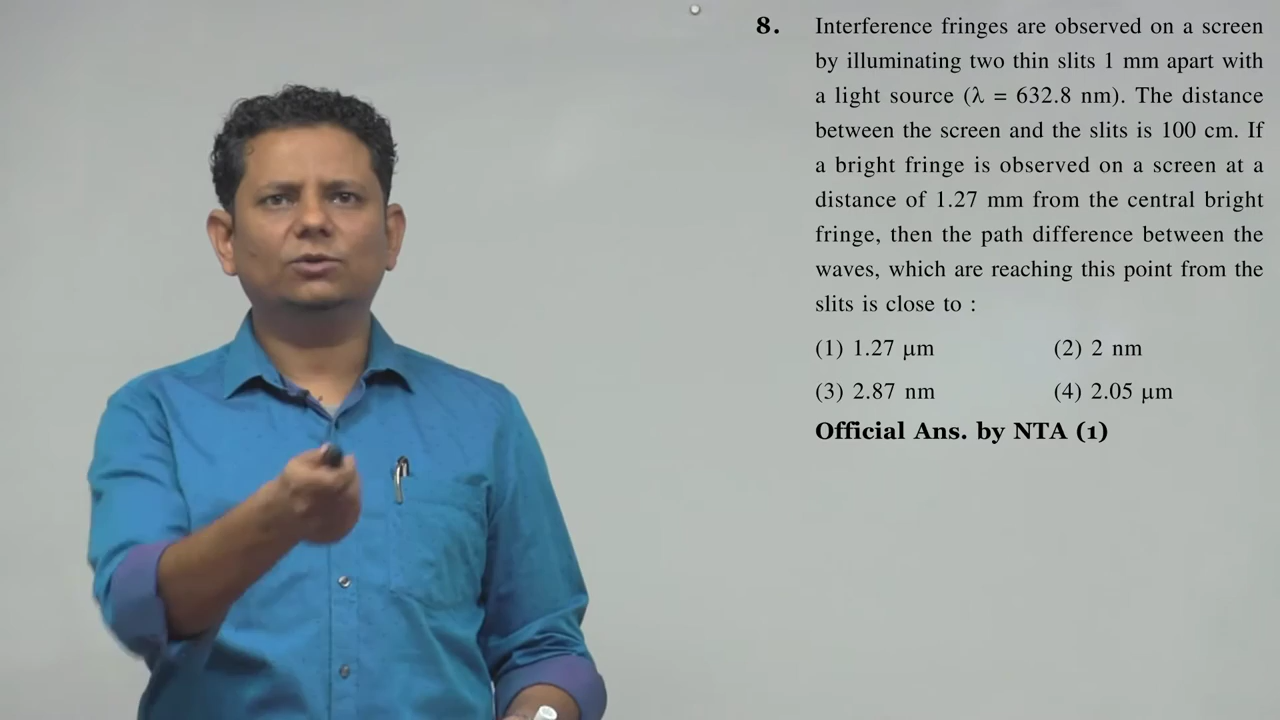 8. Interference fringes are observed on a screen
by illuminating two thin slits 1 mm apart with
a light source (λ = 632.8 nm). The distance
between the screen and the slits is 100 cm. If
a bright fringe is observed on a screen at a
distance of 1.27 mm from the central bright
fringe, then the path difference between the
waves, which are reaching this point from the
slits is close to :
(1) 1.27 μm (2) 2 nm
(3) 2.87 nm (4) 2.05 μm
Official Ans. by NTA (1)